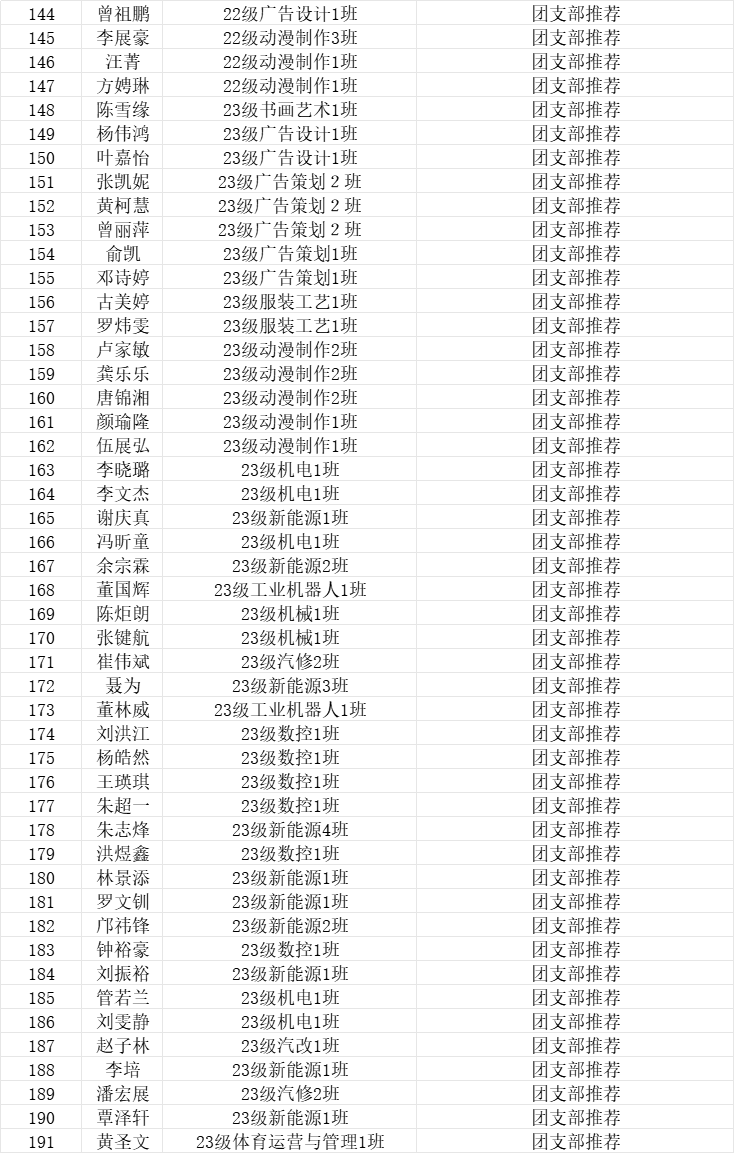 144 曾祖鹏 22级广告设计1班 团支部推荐
145 李展豪 22级动漫制作3班 团支部推荐
146 汪菁 22级动漫制作1班 团支部推荐
147 方娉琳 22级动漫制作1班 团支部推荐
148 陈雪缘 23级书画艺术1班 团支部推荐
149 杨伟鸿 23级广告设计1班 团支部推荐
150 叶嘉怡 23级广告设计1班 团支部推荐
151 张凯妮 23级广告策划２班 团支部推荐
152 黄柯慧 23级广告策划２班 团支部推荐
153 曾丽萍 23级广告策划２班 团支部推荐
154 俞凯 23级广告策划1班 团支部推荐
155 邓诗婷 23级广告策划1班 团支部推荐
156 古美婷 23级服装工艺1班 团支部推荐
157 罗炜雯 23级服装工艺1班 团支部推荐
158 卢家敏 23级动漫制作2班 团支部推荐
159 龚乐乐 23级动漫制作2班 团支部推荐
160 唐锦湘 23级动漫制作2班 团支部推荐
161 颜瑜隆 23级动漫制作1班 团支部推荐
162 伍展弘 23级动漫制作1班 团支部推荐
163 李晓璐 23级机电1班 团支部推荐
164 李文杰 23级机电1班 团支部推荐
165 谢庆真 23级新能源1班 团支部推荐
166 冯昕童 23级机电1班 团支部推荐
167 余宗霖 23级新能源2班 团支部推荐
168 董国辉 23级工业机器人1班 团支部推荐
169 陈炬朗 23级机械1班 团支部推荐
170 张键航 23级机械1班 团支部推荐
171 崔伟斌 23级汽修2班 团支部推荐
172 聂为 23级新能源3班 团支部推荐
173 董林威 23级工业机器人1班 团支部推荐
174 刘洪江 23级数控1班 团支部推荐
175 杨皓然 23级数控1班 团支部推荐
176 王瑛琪 23级数控1班 团支部推荐
177 朱超一 23级数控1班 团支部推荐
178 朱志烽 23级新能源4班 团支部推荐
179 洪煜鑫 23级数控1班 团支部推荐
180 林景添 23级新能源1班 团支部推荐
181 罗文钏 23级新能源1班 团支部推荐
182 邝祎锋 23级新能源2班 团支部推荐
183 钟裕豪 23级数控1班 团支部推荐
184 刘振裕 23级新能源1班 团支部推荐
185 管若兰 23级机电1班 团支部推荐
186 刘雯静 23级机电1班 团支部推荐
187 赵子林 23级汽改1班 团支部推荐
188 李培 23级新能源1班 团支部推荐
189 潘宏展 23级汽修2班 团支部推荐
190 覃泽轩 23级新能源1班 团支部推荐
191 黄圣文 23级体育运营与管理1班 团支部推荐